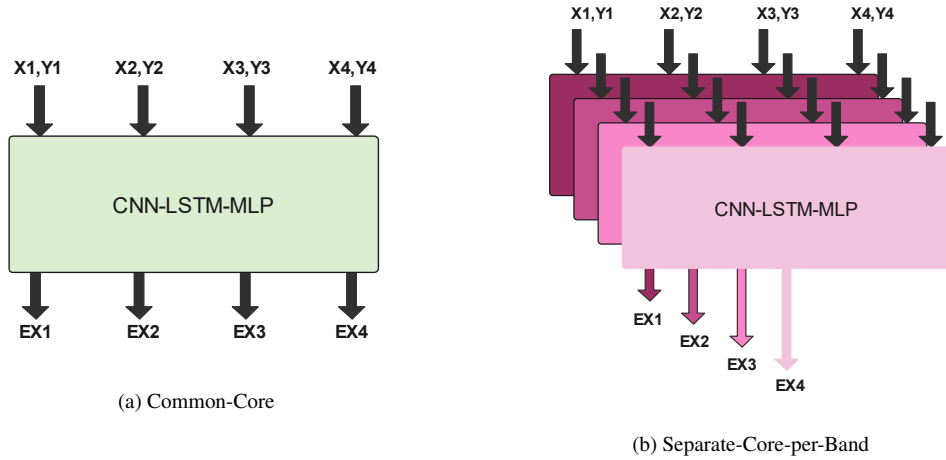 X1,Y1 X2,Y2 X3,Y3 X4,Y4
CNN-LSTM-MLP
EX1 EX2 EX3 EX4
(a) Common-Core
X1,Y1 X2,Y2 X3,Y3 X4,Y4
CNN-LSTM-MLP
EX1
EX2
EX3
EX4
(b) Separate-Core-per-Band